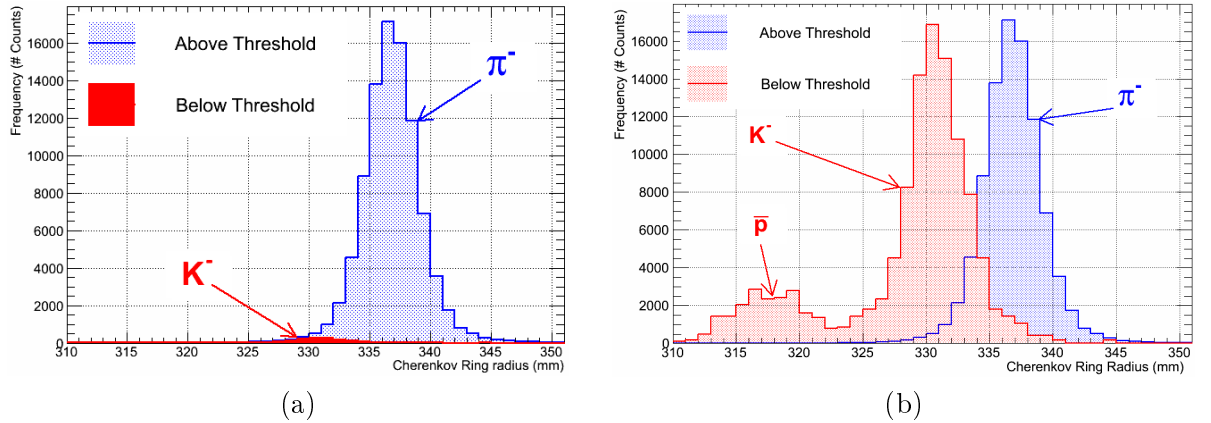 Frequency (# Counts)
16000
14000
12000
10000
8000
6000
4000
2000
0
Above Threshold
Below Threshold
π⁻
K⁻
310 315 320 325 330 335 340 345 350
Cherenkov Ring radius (mm)
(a)
Frequency (# Counts)
16000
14000
12000
10000
8000
6000
4000
2000
0
Above Threshold
Below Threshold
π⁻
K⁻
p̅
310 315 320 325 330 335 340 345 350
Cherenkov Ring Radius (mm)
(b)